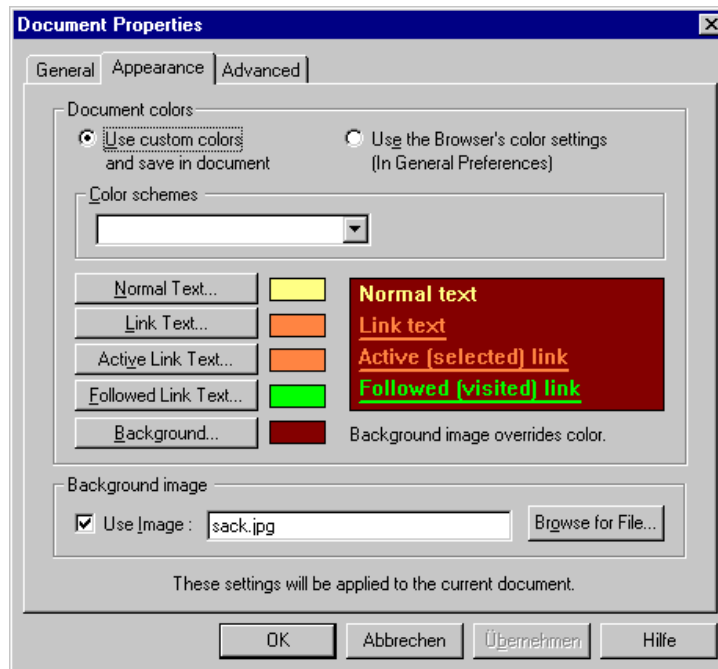 Document Properties
General Appearance Advanced
Document colors
Use custom colors
and save in document
Use the Browser's color settings
(In General Preferences)
Color schemes
Normal Text...
Link Text...
Active Link Text...
Followed Link Text...
Background...
Normal text
Link text
Active (selected) link
Followed (visited) link
Background image overrides color.
Background image
Use Image : sack.jpg Browse for File...
These settings will be applied to the current document.
OK Abbrechen Übernehmen Hilfe